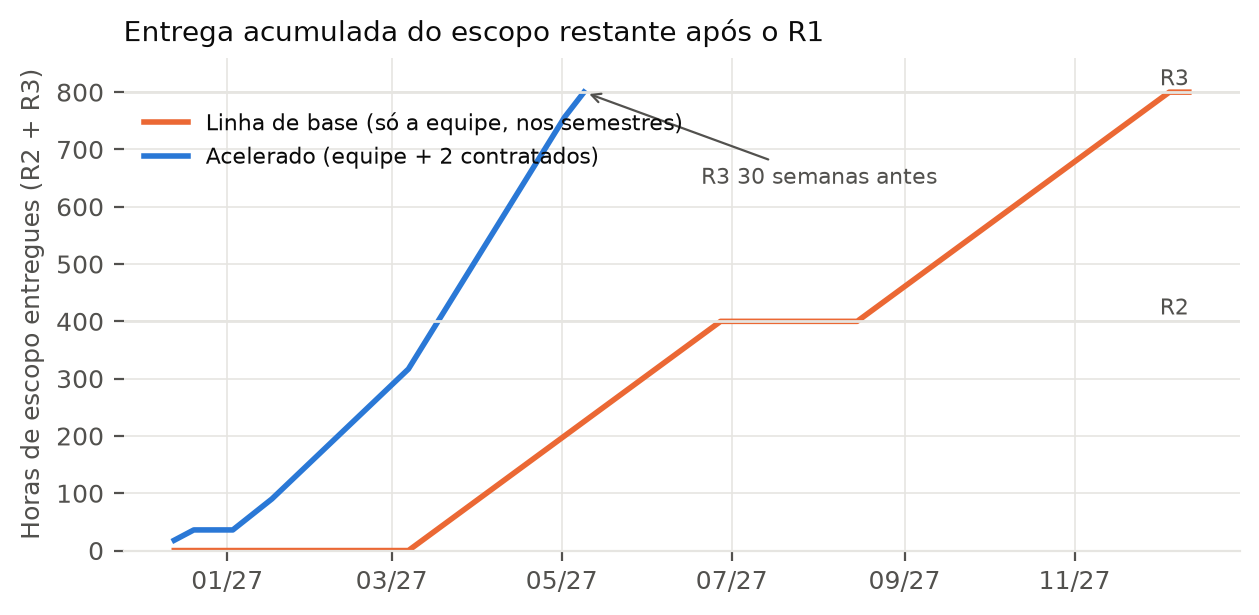 Entrega acumulada do escopo restante após o R1
Horas de escopo entregues (R2 + R3)
800
700
600
500
400
300
200
100
0
Linha de base (só a equipe, nos semestres)
Acelerado (equipe + 2 contratados)
R3 30 semanas antes
R3
R2
01/27
03/27
05/27
07/27
09/27
11/27